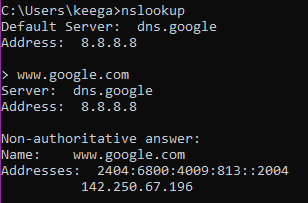 C:\Users\keega>nslookup
Default Server:  dns.google
Address:  8.8.8.8

> www.google.com
Server:  dns.google
Address:  8.8.8.8

Non-authoritative answer:
Name:    www.google.com
Addresses:  2404:6800:4009:813::2004
          142.250.67.196